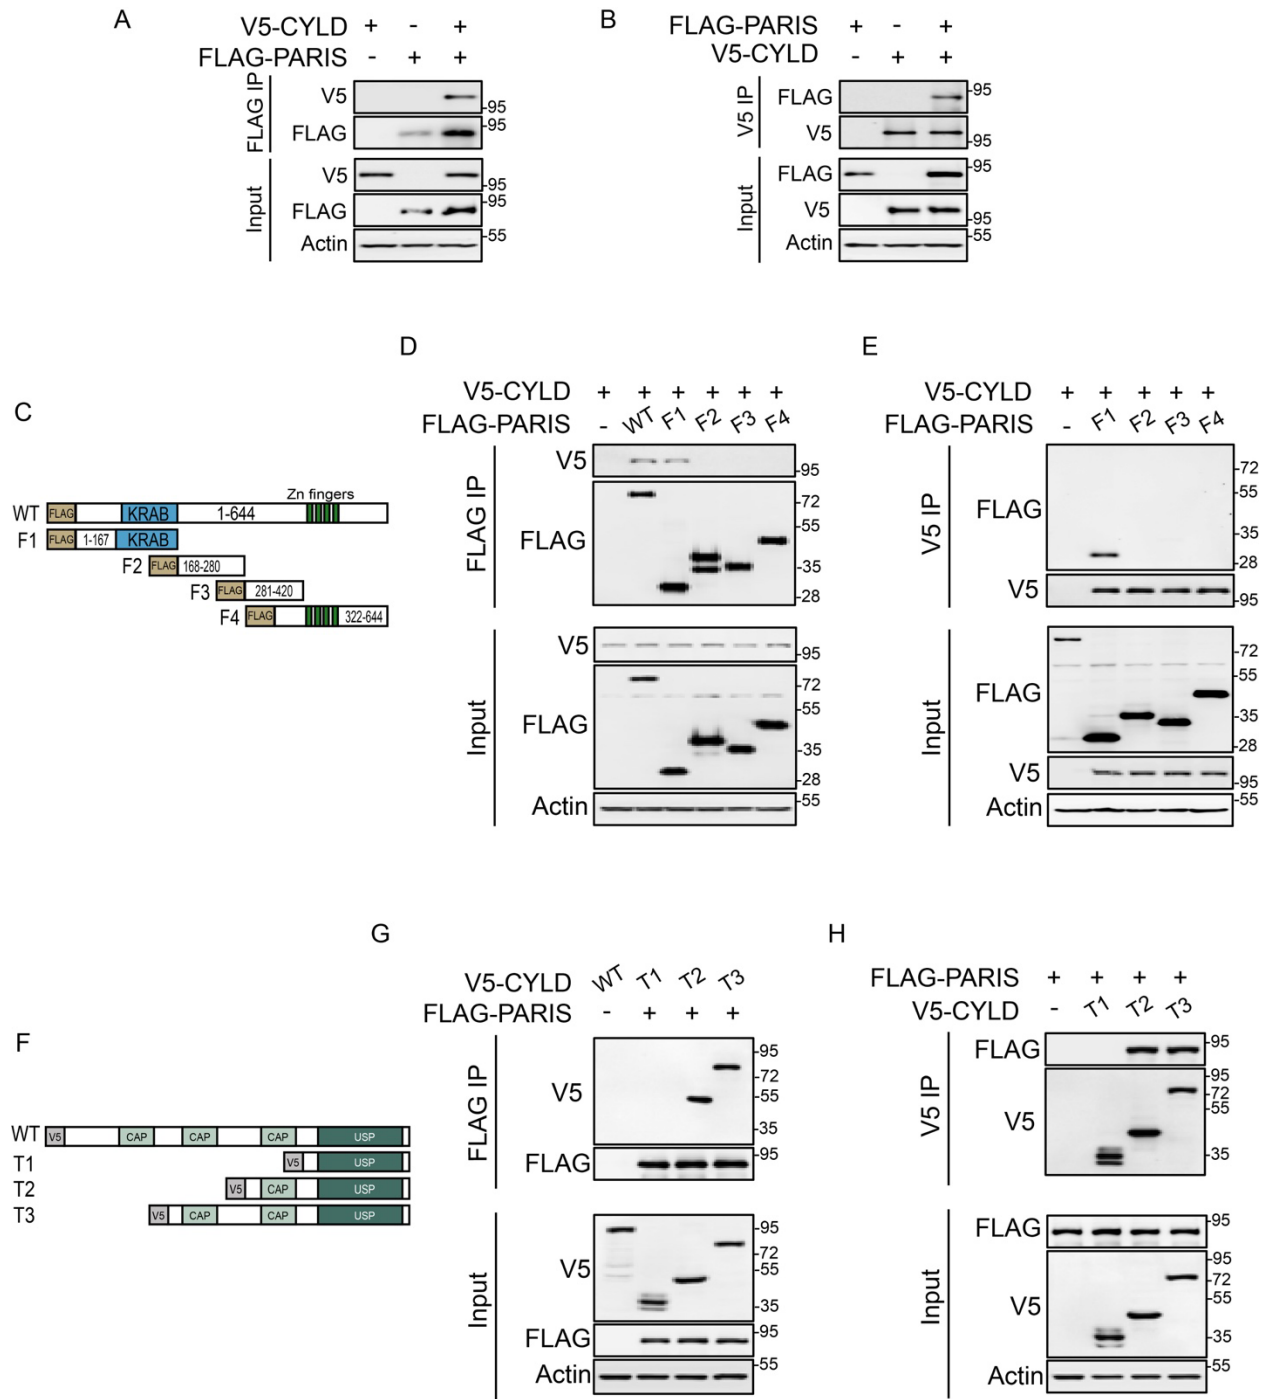 A
V5-CYLD + - +
FLAG-PARIS - + +
FLAG IP
V5
-95
FLAG
-95
Input
V5
-95
FLAG
-95
Actin
-55
B
FLAG-PARIS + - +
V5-CYLD - + +
V5 IP
FLAG
-95
V5
-95
Input
FLAG
-95
V5
-95
Actin
-55
C
Zn fingers
WT FLAG KRAB 1-644
F1 FLAG 1-167 KRAB
F2 FLAG 168-280
F3 FLAG 281-420
F4 FLAG 322-644
D
V5-CYLD + + + + + +
FLAG-PARIS - WT F1 F2 F3 F4
FLAG IP
V5
-95
FLAG
-72
-55
-35
-28
Input
V5
-95
FLAG
-72
-55
-35
-28
Actin
-55
E
V5-CYLD + + + + +
FLAG-PARIS - F1 F2 F3 F4
V5 IP
FLAG
-72
-55
-35
-28
V5
-95
Input
FLAG
-72
-55
-35
-28
V5
-95
Actin
-55
F
WT V5 CAP CAP CAP USP
T1 V5 USP
T2 V5 CAP USP
T3 V5 CAP CAP USP
G
V5-CYLD WT T1 T2 T3
FLAG-PARIS - + + +
FLAG IP
V5
-95
-72
-55
-35
FLAG
-95
Input
V5
-95
-72
-55
-35
FLAG
-95
Actin
-55
H
FLAG-PARIS + + + +
V5-CYLD - T1 T2 T3
V5 IP
FLAG
-95
V5
-95
-72
-55
-35
Input
FLAG
-95
V5
-95
-72
-55
-35
Actin
-55